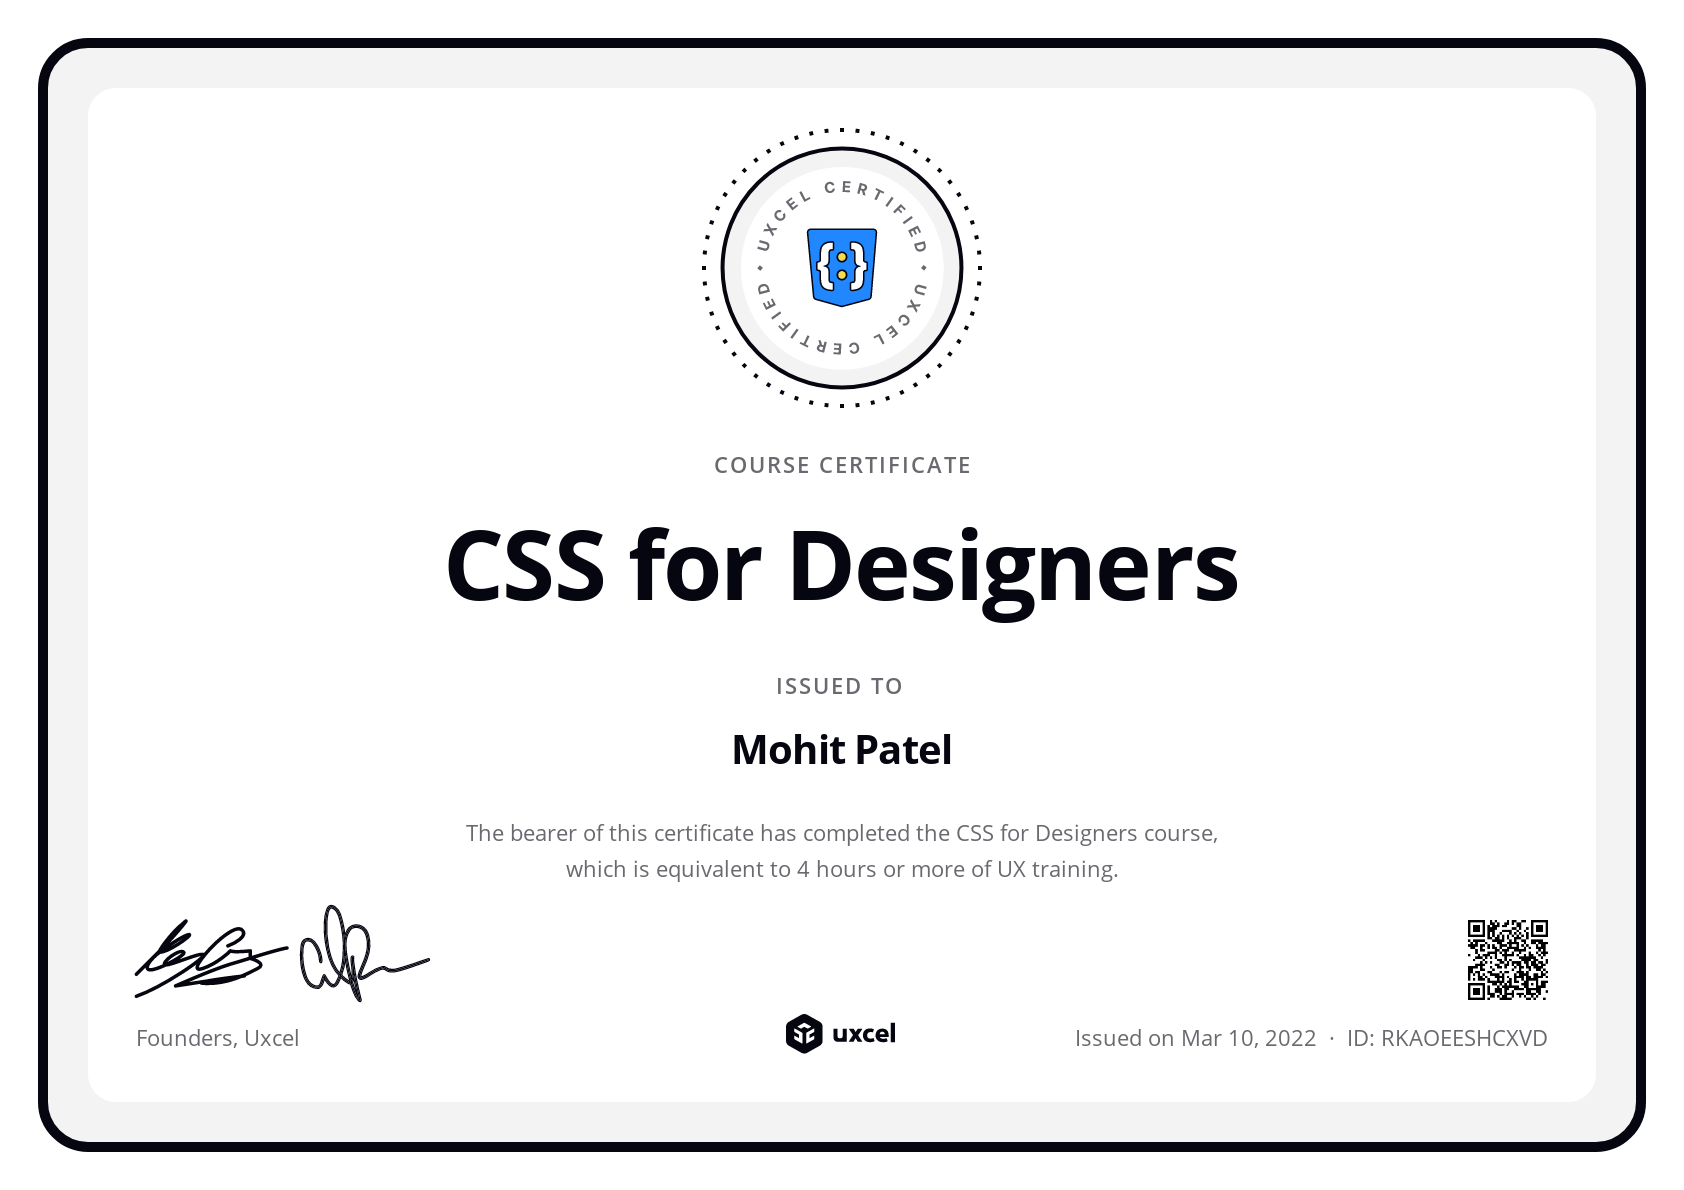 UXCEL CERTIFIED • UXCEL CERTIFIED •
COURSE CERTIFICATE
CSS for Designers
ISSUED TO
Mohit Patel
The bearer of this certificate has completed the CSS for Designers course,
which is equivalent to 4 hours or more of UX training.
Founders, Uxcel
uxcel
Issued on Mar 10, 2022 · ID: RKAOEESHCXVD